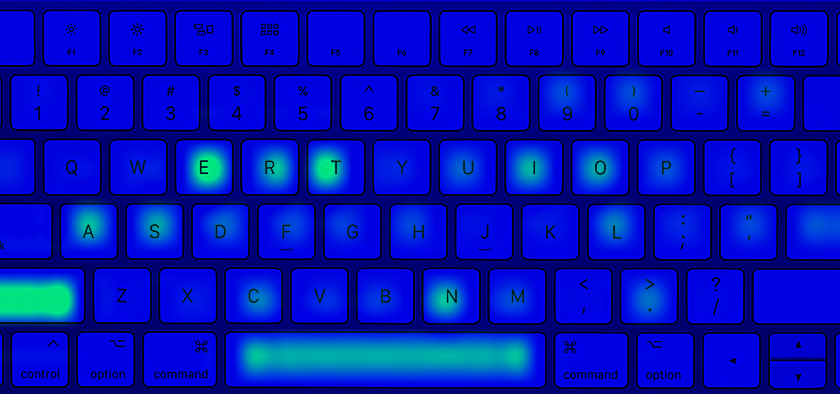 F1 F2 F3 F4 F5 F6 F7 F8 F9 F10 F11 F12
! @ # $ % ^ & * ( ) — +
1 2 3 4 5 6 7 8 9 0 - =
Q W E R T Y U I O P { }
[ ]
A S D F G H J K L : "
k ; '
Z X C V B N M < > ?
, . /
control option command command option